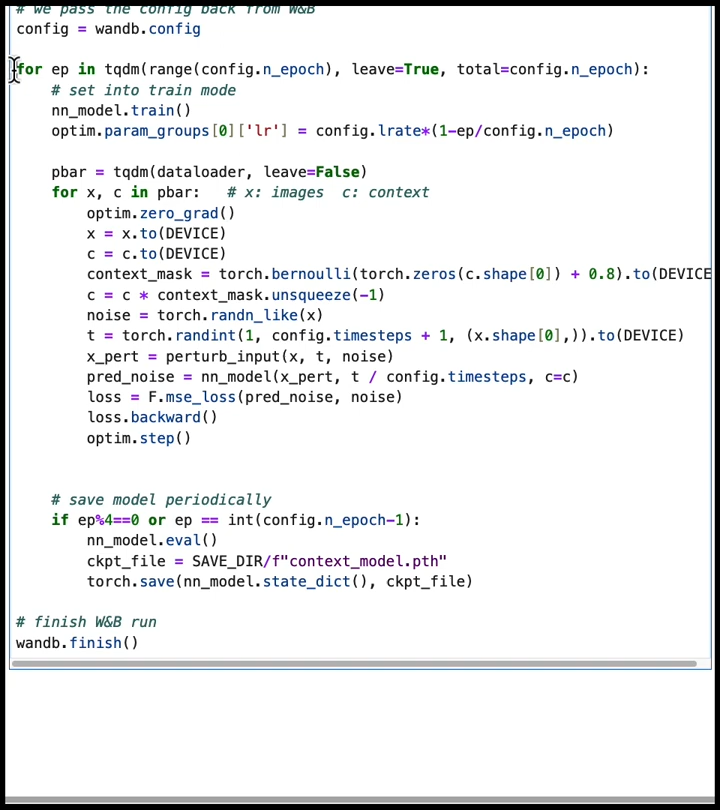 # we pass the config back from W&B
config = wandb.config
for ep in tqdm(range(config.n_epoch), leave=True, total=config.n_epoch):
# set into train mode
nn_model.train()
optim.param_groups[0]['lr'] = config.lrate*(1-ep/config.n_epoch)
pbar = tqdm(dataloader, leave=False)
for x, c in pbar:   # x: images  c: context
optim.zero_grad()
x = x.to(DEVICE)
c = c.to(DEVICE)
context_mask = torch.bernoulli(torch.zeros(c.shape[0]) + 0.8).to(DEVICE
c = c * context_mask.unsqueeze(-1)
noise = torch.randn_like(x)
t = torch.randint(1, config.timesteps + 1, (x.shape[0],)).to(DEVICE)
x_pert = perturb_input(x, t, noise)
pred_noise = nn_model(x_pert, t / config.timesteps, c=c)
loss = F.mse_loss(pred_noise, noise)
loss.backward()
optim.step()
# save model periodically
if ep%4==0 or ep == int(config.n_epoch-1):
nn_model.eval()
ckpt_file = SAVE_DIR/f"context_model.pth"
torch.save(nn_model.state_dict(), ckpt_file)
# finish W&B run
wandb.finish()